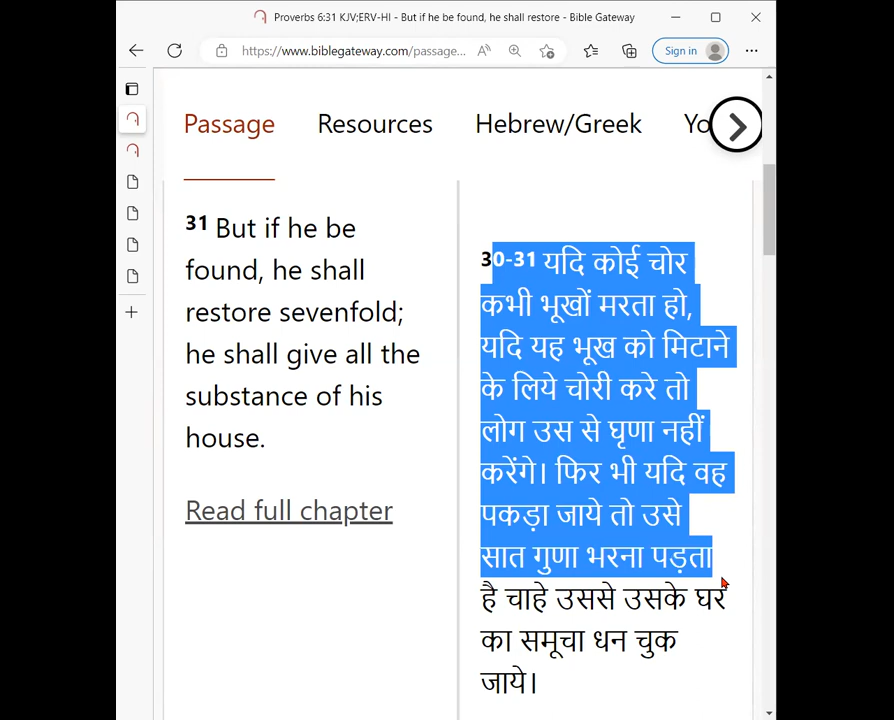 Proverbs 6:31 KJV;ERV-HI - But if he be found, he shall restore - Bible Gateway
https://www.biblegateway.com/passage...
Sign in
Passage Resources Hebrew/Greek Yo
31 But if he be
found, he shall
restore sevenfold;
he shall give all the
substance of his
house.
Read full chapter
30-31 यदि कोई चोर
कभी भूखों मरता हो,
यदि यह भूख को मिटाने
के लिये चोरी करे तो
लोग उस से घृणा नहीं
करेंगे। फिर भी यदि वह
पकड़ा जाये तो उसे
सात गुणा भरना पड़ता
है चाहे उससे उसके घर
का समूचा धन चुक
जाये।